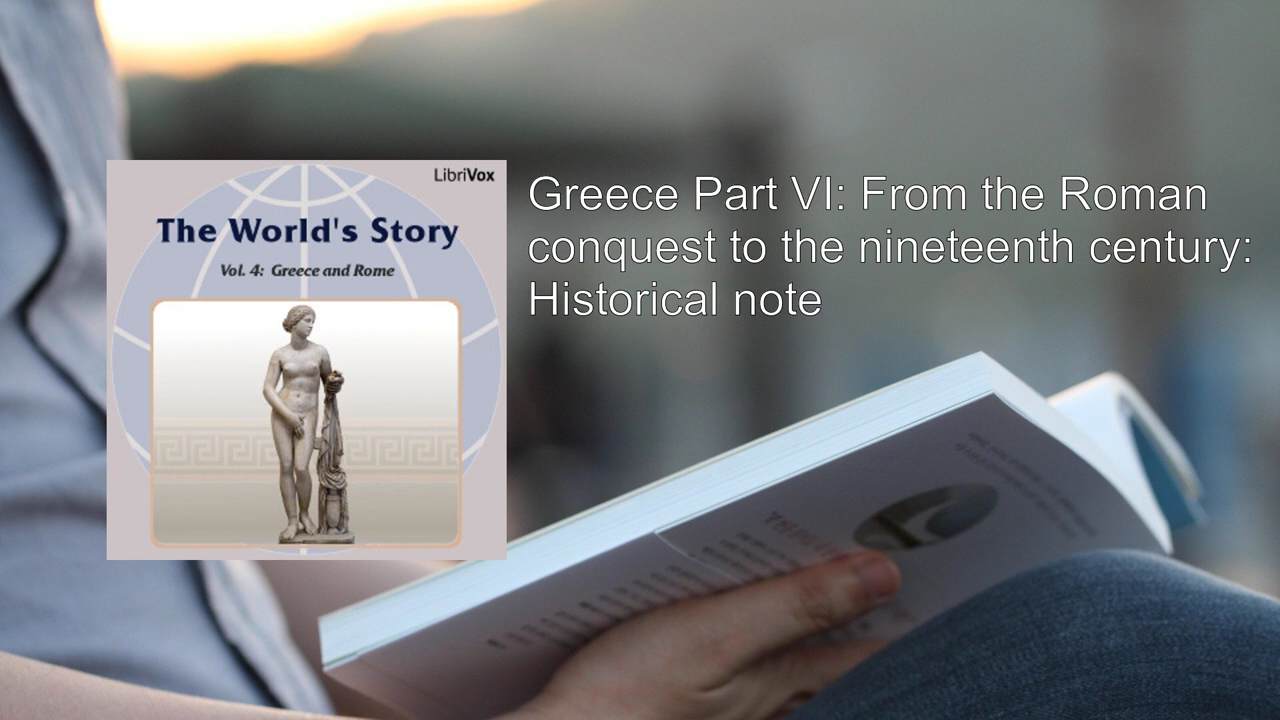 LibriVox
The World's Story
Vol. 4: Greece and Rome
Greece Part VI: From the Roman
conquest to the nineteenth century:
Historical note